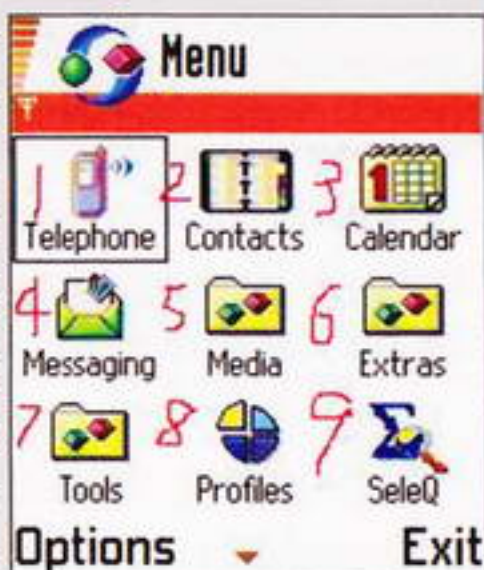 Menu
1 2 3
Telephone Contacts Calendar
4 5 6
Messaging Media Extras
7 8 9
Tools Profiles SeleQ
Options Exit